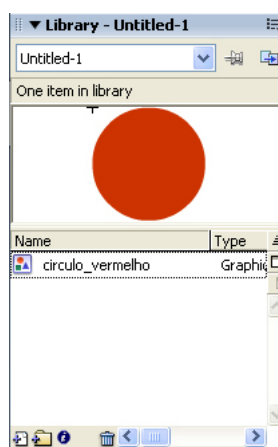 Library - Untitled-1
Untitled-1
One item in library
Name Type
circulo_vermelho Graphic